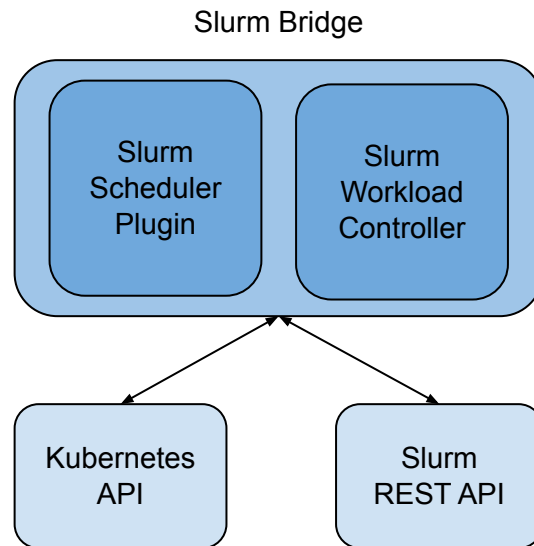 Slurm Bridge
Slurm
Scheduler
Plugin
Slurm
Workload
Controller
Kubernetes
API
Slurm
REST API